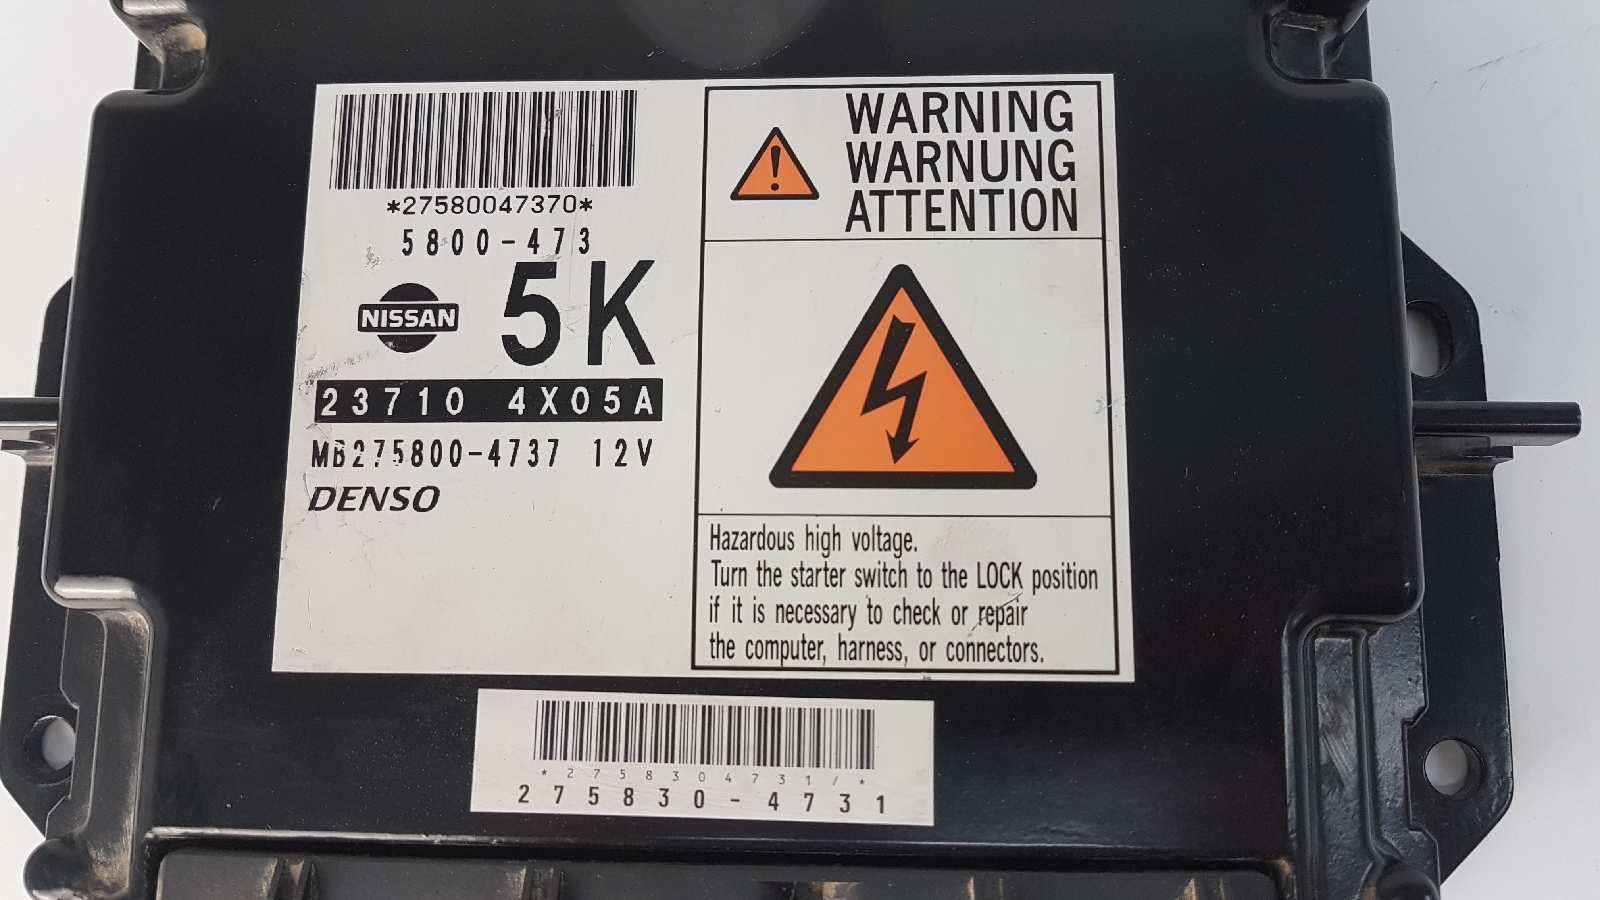 *27580047370*
5800-473
NISSAN
5K
23710 4X05A
MB275800-4737 12V
DENSO
WARNING
WARNUNG
ATTENTION
Hazardous high voltage.
Turn the starter switch to the LOCK position
if it is necessary to check or repair
the computer, harness, or connectors.
*2758304731/*
275830-4731